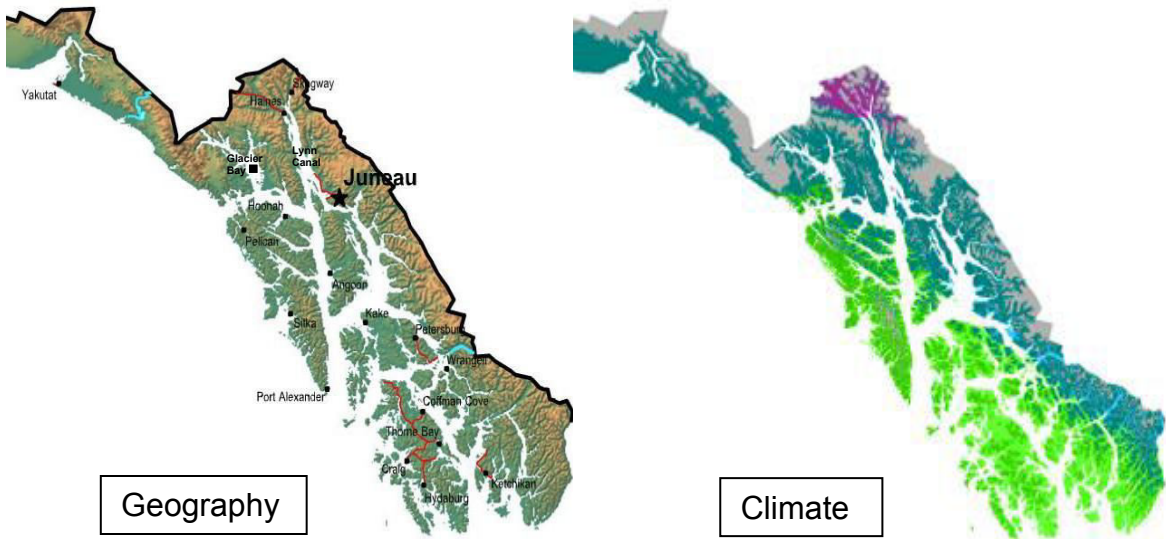 Yakutat
Skagway
Haines
Glacier
Bay
Lynn
Canal
Juneau
Hoonah
Pelican
Angoon
Sitka
Kake
Petersburg
Wrangell
Port Alexander
Coffman Cove
Thorne Bay
Craig
Ketchikan
Hydaburg
Geography
Climate